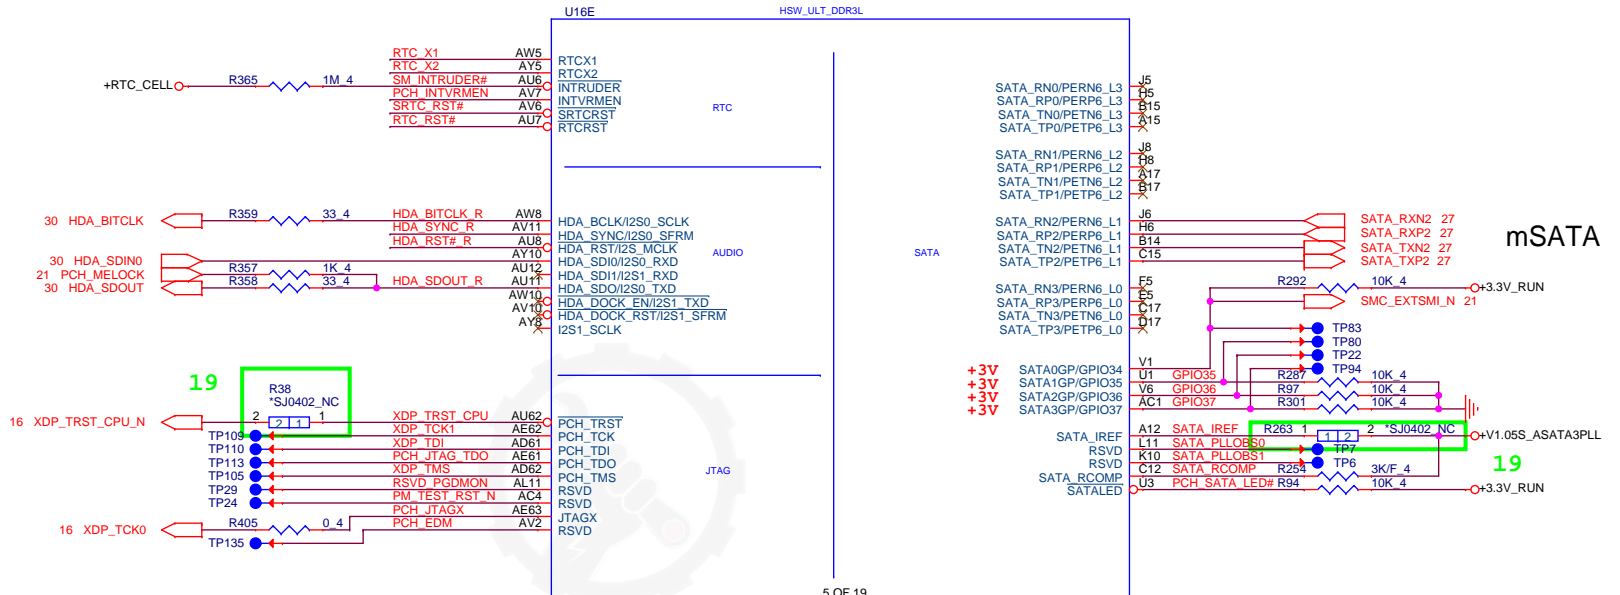 U16E
HSW_ULT_DDR3L
RTC_X1 AW5 RTCX1
RTC_X2 AY5 RTCX2
+RTC_CELL R365 1M_4 SM_INTRUDER# AU6 INTRUDER
PCH_INTVRMEN AV7 INTVRMEN
SRTC_RST# AV6 SRTCRST
RTC_RST# AU7 RTCRST
RTC
SATA_RN0/PERN6_L3 J5
SATA_RP0/PERP6_L3 H5
SATA_TN0/PETN6_L3 B15
SATA_TP0/PETP6_L3 A15
SATA_RN1/PERN6_L2 J8
SATA_RP1/PERP6_L2 H8
SATA_TN1/PETN6_L2 A17
SATA_TP1/PETP6_L2 B17
30 HDA_BITCLK R359 33_4 HDA_BITCLK_R AW8 HDA_BCLK/I2S0_SCLK
HDA_SYNC_R AV11 HDA_SYNC/I2S0_SFRM
HDA_RST#_R AU8 HDA_RST/I2S_MCLK
30 HDA_SDIN0 AY10 HDA_SDI0/I2S0_RXD
21 PCH_MELOCK R357 1K_4 AU12 HDA_SDI1/I2S1_RXD
30 HDA_SDOUT R358 33_4 HDA_SDOUT_R AU11 HDA_SDO/I2S0_TXD
AW10 HDA_DOCK_EN/I2S1_TXD
AV10 HDA_DOCK_RST/I2S1_SFRM
AY8 I2S1_SCLK
AUDIO
SATA
SATA_RN2/PERN6_L1 J6 SATA_RXN2 27
SATA_RP2/PERP6_L1 H6 SATA_RXP2 27
SATA_TN2/PETN6_L1 B14 SATA_TXN2 27
SATA_TP2/PETP6_L1 C15 SATA_TXP2 27
mSATA
SATA_RN3/PERN6_L0 F5 R292 10K_4 +3.3V_RUN
SATA_RP3/PERP6_L0 E5 SMC_EXTSMI_N 21
SATA_TN3/PETN6_L0 C17
SATA_TP3/PETP6_L0 D17
TP83
TP80
TP22
TP94
+3V SATA0GP/GPIO34 V1
+3V SATA1GP/GPIO35 U1 GPIO35 R287 10K_4
+3V SATA2GP/GPIO36 V6 GPIO36 R97 10K_4
+3V SATA3GP/GPIO37 AC1 GPIO37 R301 10K_4
SATA_IREF A12 SATA_IREF R263 1 1 2 2 *SJ0402_NC +V1.05S_ASATA3PLL
RSVD L11 SATA_PLLOBS0 TP7
RSVD K10 SATA_PLLOBS1 TP6
19
SATA_RCOMP C12 SATA_RCOMP R254 3K/F_4
SATALED U3 PCH_SATA_LED# R94 10K_4 +3.3V_RUN
19
R38
*SJ0402_NC
16 XDP_TRST_CPU_N 2 2 1 1 XDP_TRST_CPU AU62 PCH_TRST
TP109 XDP_TCK1 AE62 PCH_TCK
TP110 XDP_TDI AD61 PCH_TDI
TP113 PCH_JTAG_TDO AE61 PCH_TDO
TP105 XDP_TMS AD62 PCH_TMS
TP29 RSVD_PGDMON AL11 RSVD
TP24 PM_TEST_RST_N AC4 RSVD
PCH_JTAGX AE63 JTAGX
16 XDP_TCK0 R405 0_4 PCH_EDM AV2 RSVD
TP135
JTAG
5 OF 19